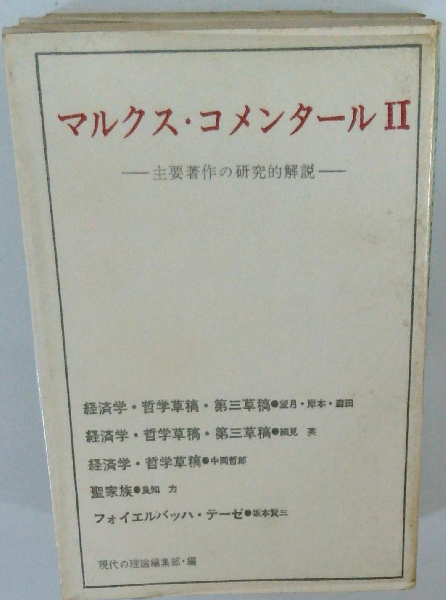 マルクス・コメンタールⅡ
—主要著作の研究的解説—
経済学・哲学草稿・第三草稿●望月・岸本・森田
経済学・哲学草稿・第三草稿●細見 英
経済学・哲学草稿●中岡哲郎
聖家族●良知 力
フォイエルバッハ・テーゼ●坂本賢三
現代の理論編集部・編